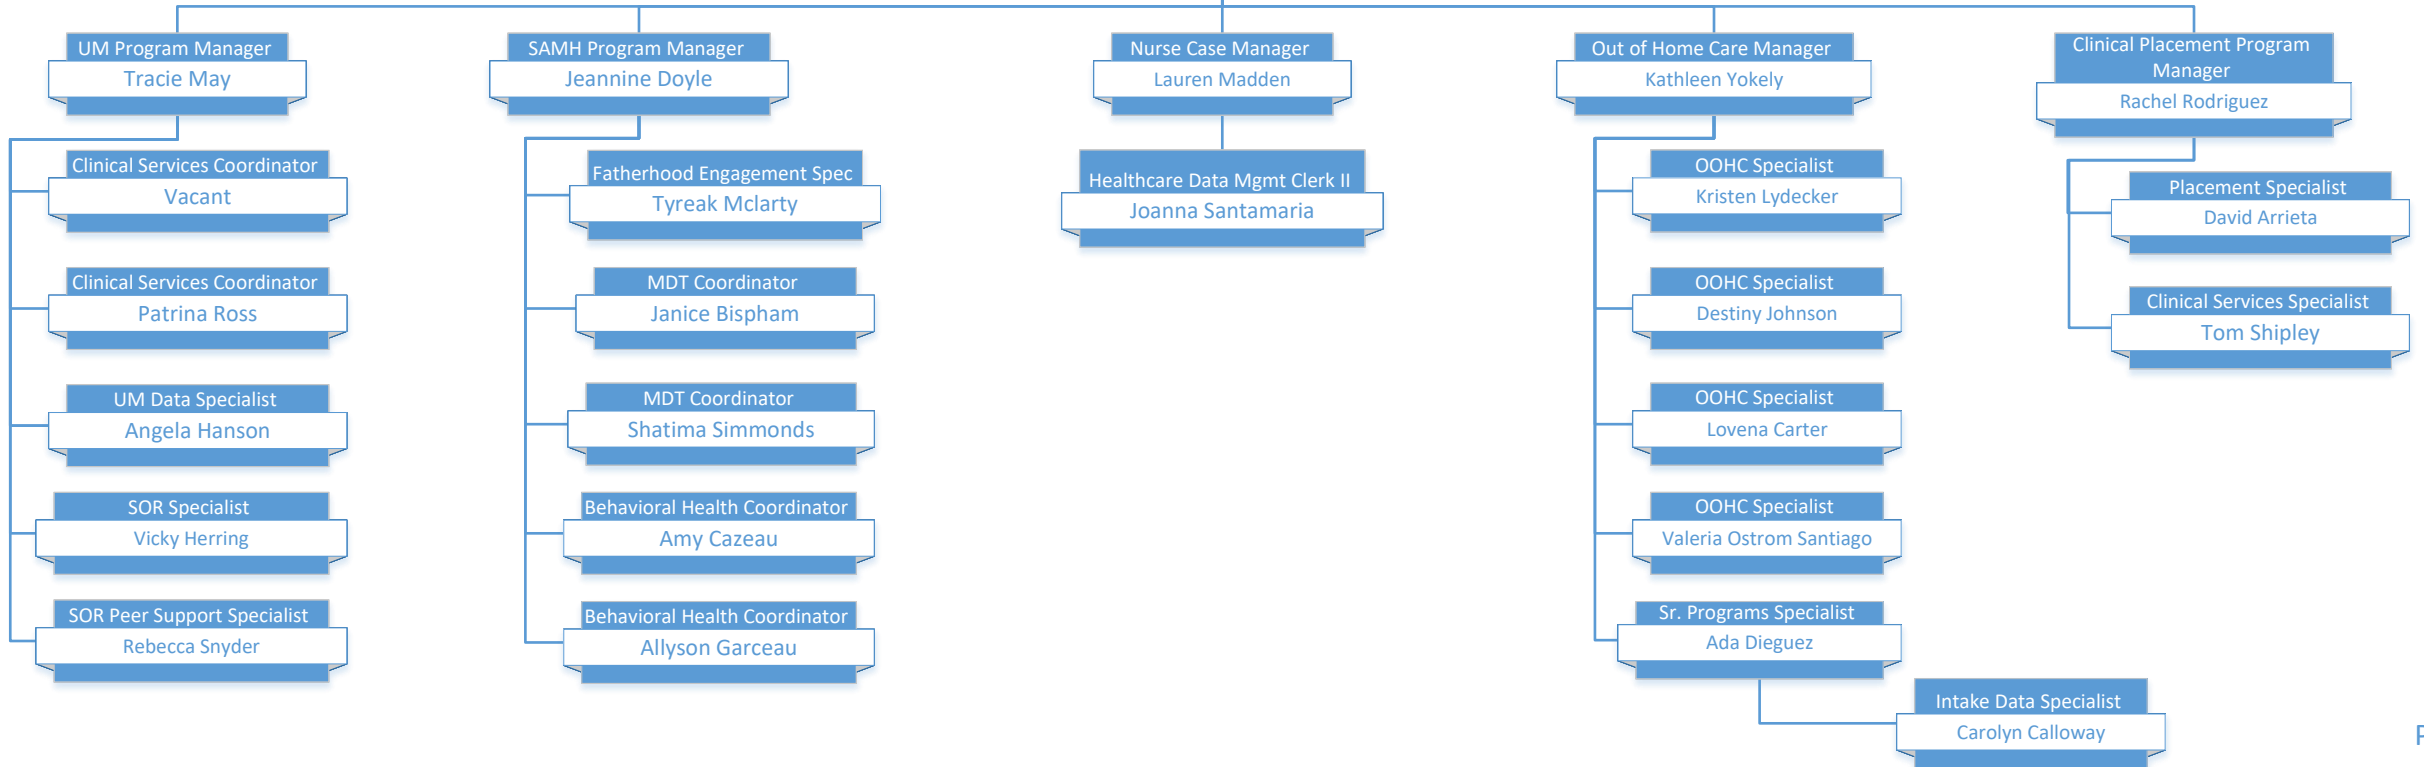 UM Program Manager
Tracie May
SAMH Program Manager
Jeannine Doyle
Nurse Case Manager
Lauren Madden
Out of Home Care Manager
Kathleen Yokely
Clinical Placement Program
Manager
Rachel Rodriguez
Clinical Services Coordinator
Vacant
Clinical Services Coordinator
Patrina Ross
UM Data Specialist
Angela Hanson
SOR Specialist
Vicky Herring
SOR Peer Support Specialist
Rebecca Snyder
Fatherhood Engagement Spec
Tyreak Mclarty
MDT Coordinator
Janice Bispham
MDT Coordinator
Shatima Simmonds
Behavioral Health Coordinator
Amy Cazeau
Behavioral Health Coordinator
Allyson Garceau
Healthcare Data Mgmt Clerk II
Joanna Santamaria
OOHC Specialist
Kristen Lydecker
OOHC Specialist
Destiny Johnson
OOHC Specialist
Lovena Carter
OOHC Specialist
Valeria Ostrom Santiago
Sr. Programs Specialist
Ada Dieguez
Intake Data Specialist
Carolyn Calloway
Placement Specialist
David Arrieta
Clinical Services Specialist
Tom Shipley